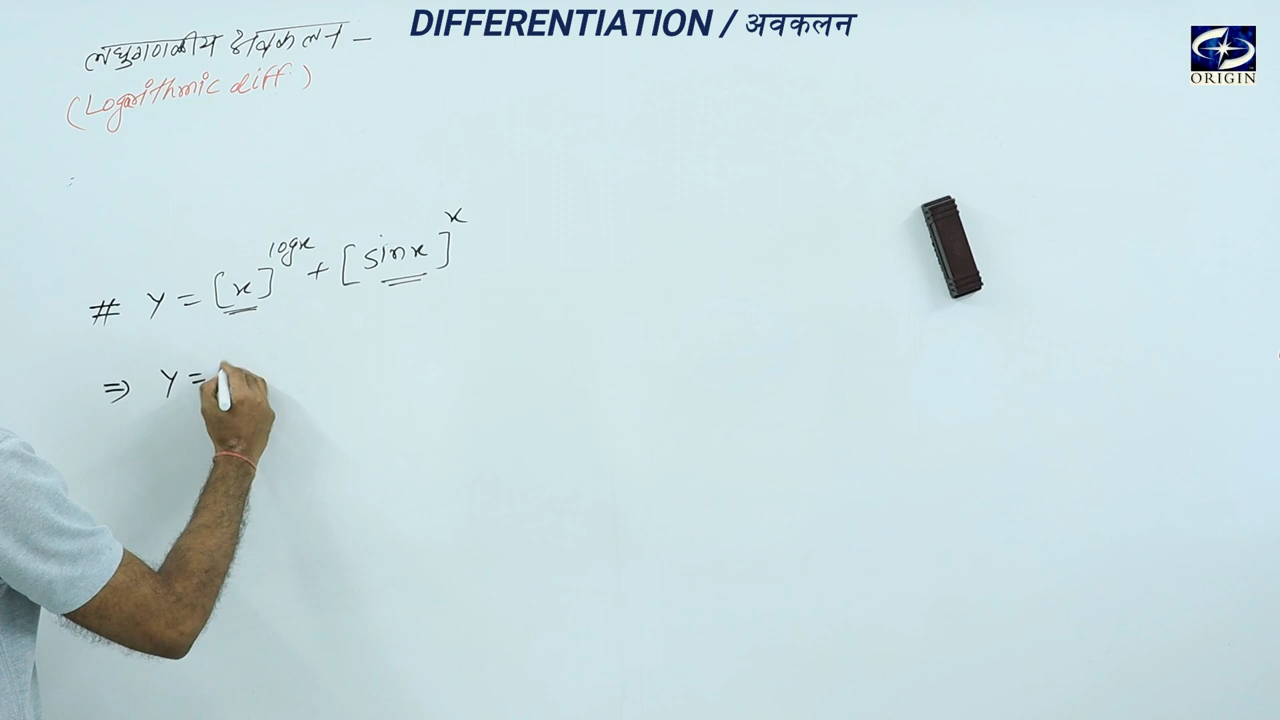 DIFFERENTIATION / अवकलन
ORIGIN
लघुगणकीय अवकलन –
(Logarithmic diff.)
# y = [x]^logx + [sinx]^x
⇒ y =